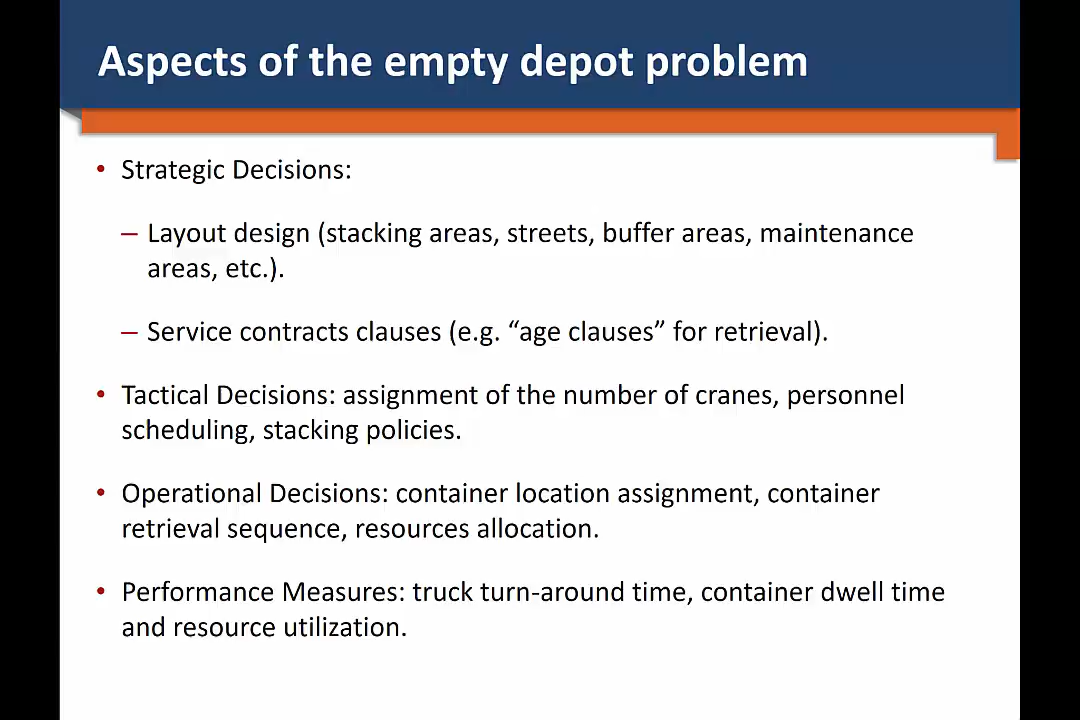 Aspects of the empty depot problem
• Strategic Decisions:
– Layout design (stacking areas, streets, buffer areas, maintenance
areas, etc.).
– Service contracts clauses (e.g. “age clauses” for retrieval).
• Tactical Decisions: assignment of the number of cranes, personnel
scheduling, stacking policies.
• Operational Decisions: container location assignment, container
retrieval sequence, resources allocation.
• Performance Measures: truck turn-around time, container dwell time
and resource utilization.